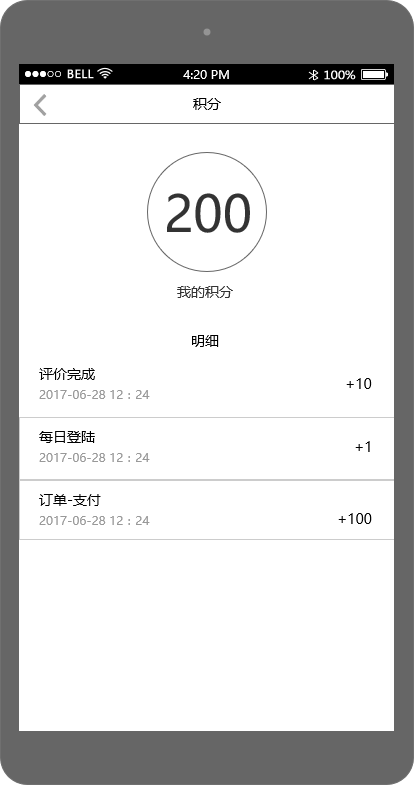 BELL 4:20 PM 100%
积分
200
我的积分
明细
评价完成
2017-06-28 12：24
+10
每日登陆
2017-06-28 12：24
+1
订单-支付
2017-06-28 12：24
+100